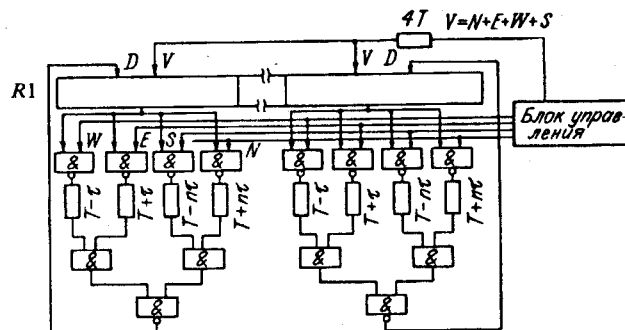 4T V=N+E+W+S
D V V D
R1
Блок управ-
ления
W E S N
& & & & & & & &
T-τ T+τ T-nτ T+nτ T-τ T+τ T-nτ T+nτ
& & & &
& &